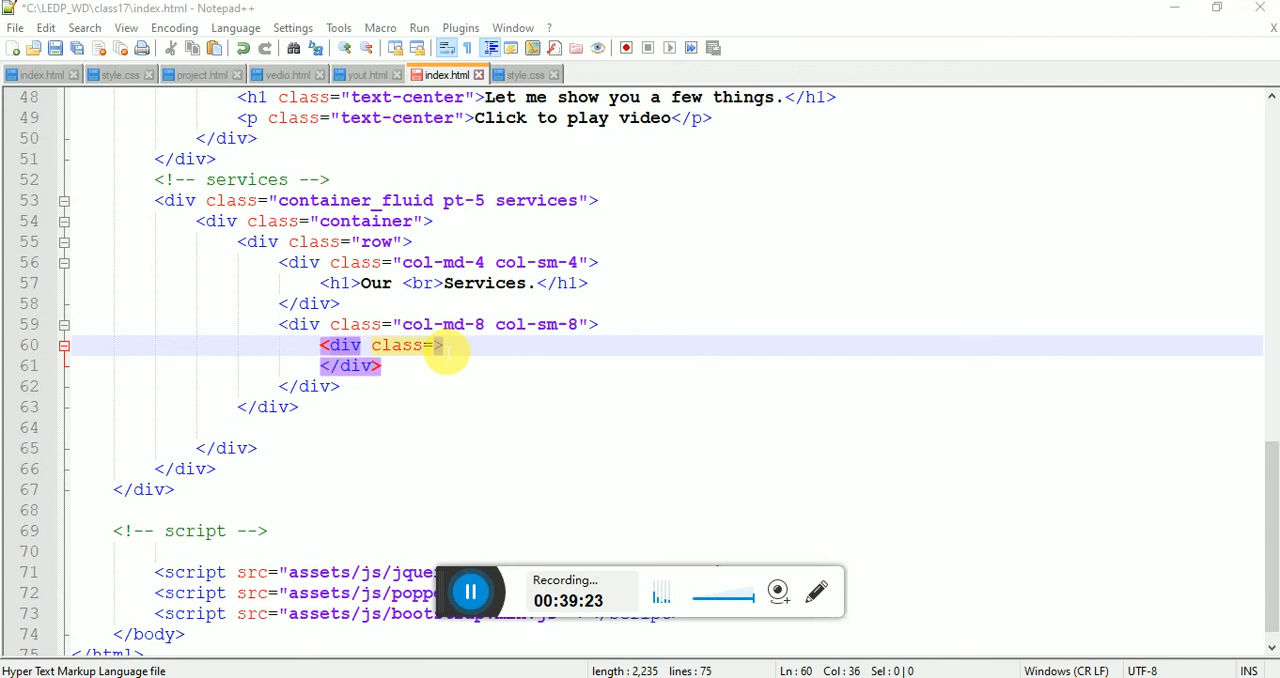 *C:\LEDP_WD\class17\index.html - Notepad++
File Edit Search View Encoding Language Settings Tools Macro Run Plugins Window ? X
index.html style.css project.html vedio.html yout.html index.html style.css
48 <h1 class="text-center">Let me show you a few things.</h1>
49 <p class="text-center">Click to play video</p>
50 </div>
51 </div>
52 <!-- services -->
53 <div class="container_fluid pt-5 services">
54 <div class="container">
55 <div class="row">
56 <div class="col-md-4 col-sm-4">
57 <h1>Our <br>Services.</h1>
58 </div>
59 <div class="col-md-8 col-sm-8">
60 <div class=>
61 </div>
62 </div>
63 </div>
64
65 </div>
66 </div>
67 </div>
68
69 <!-- script -->
70
71 <script src="assets/js/jque
72 <script src="assets/js/popp
73 <script src="assets/js/boo
74 </body>
75 </html>
Recording...
00:39:23
Hyper Text Markup Language file length : 2,235 lines : 75 Ln : 60 Col : 36 Sel : 0 | 0 Windows (CR LF) UTF-8 INS